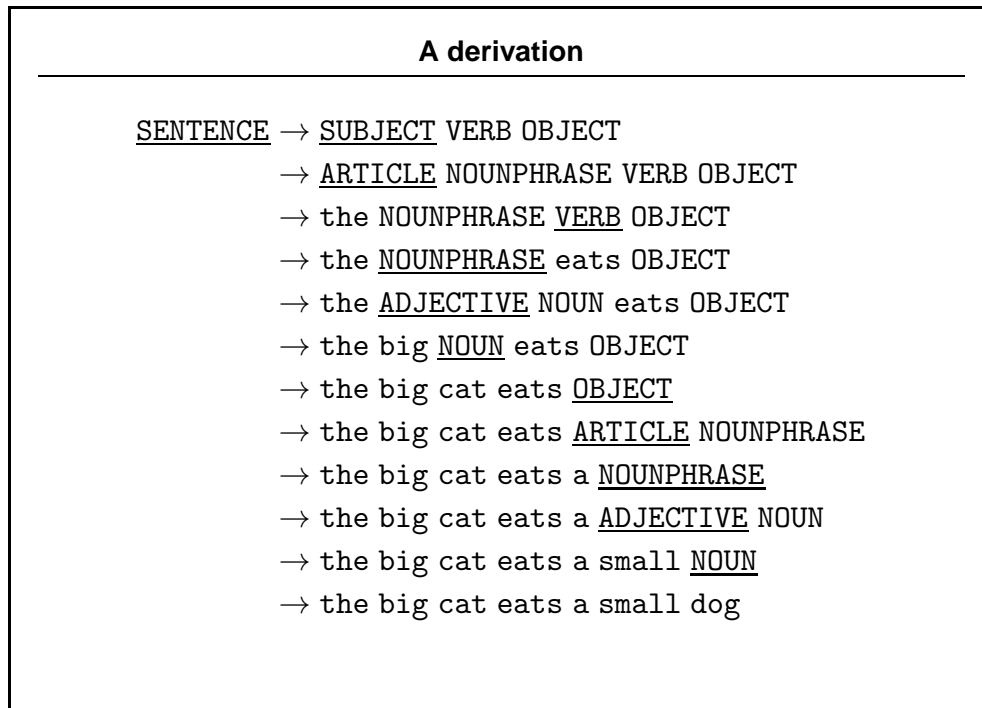 A derivation
SENTENCE → SUBJECT VERB OBJECT
→ ARTICLE NOUNPHRASE VERB OBJECT
→ the NOUNPHRASE VERB OBJECT
→ the NOUNPHRASE eats OBJECT
→ the ADJECTIVE NOUN eats OBJECT
→ the big NOUN eats OBJECT
→ the big cat eats OBJECT
→ the big cat eats ARTICLE NOUNPHRASE
→ the big cat eats a NOUNPHRASE
→ the big cat eats a ADJECTIVE NOUN
→ the big cat eats a small NOUN
→ the big cat eats a small dog